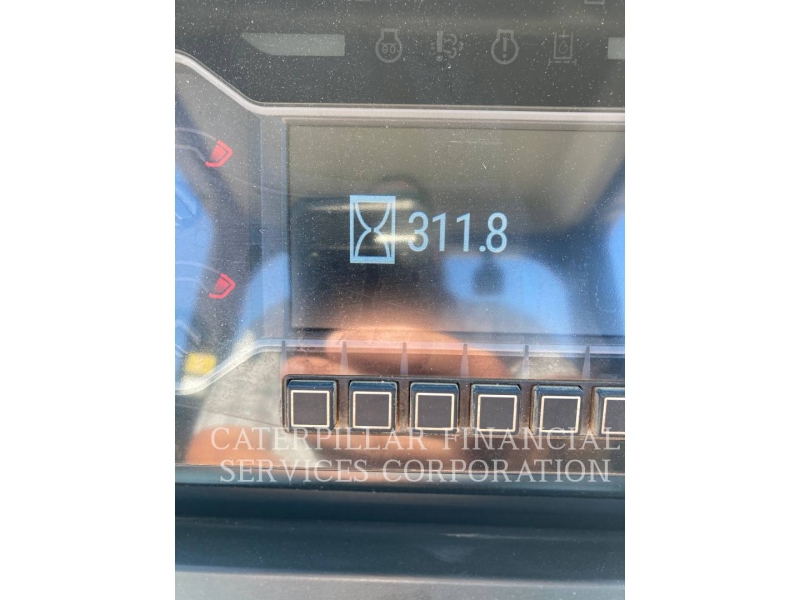 311.8
CATERPILLAR FINANCIAL
SERVICES CORPORATION